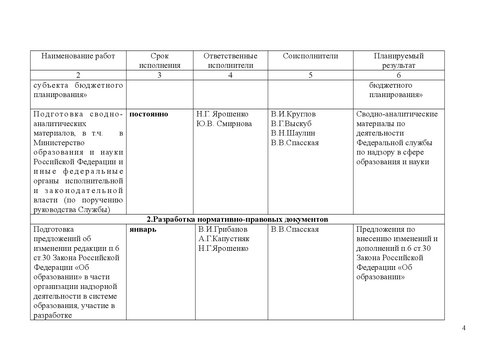 Наименование работ
Срок
исполнения
Ответственные
исполнители
Соисполнители
Планируемый
результат
2
3
4
5
6
субъекта бюджетного
планирования»
бюджетного
планирования»
Подготовка сводно-
аналитических
материалов, в т.ч. в
Министерство
образования и науки
Российской Федерации и
иные федеральные
органы исполнительной
и законодательной
власти (по поручению
руководства Службы)
постоянно
Н.Г. Ярошенко
Ю.В. Смирнова
В.И.Круглов
В.Г.Выскуб
В.Н.Шаулин
В.В.Спасская
Сводно-аналитические
материалы по
деятельности
Федеральной службы
по надзору в сфере
образования и науки
2.Разработка нормативно-правовых документов
Подготовка
предложений об
изменении редакции п.6
ст.30 Закона Российской
Федерации «Об
образовании» в части
организации надзорной
деятельности в системе
образования, участие в
разработке
январь
В.И.Грибанов
А.Г.Капустняк
Н.Г.Ярошенко
В.В.Спасская
Предложения по
внесению изменений и
дополнений п.6 ст.30
Закона Российской
Федерации «Об
образовании»
4